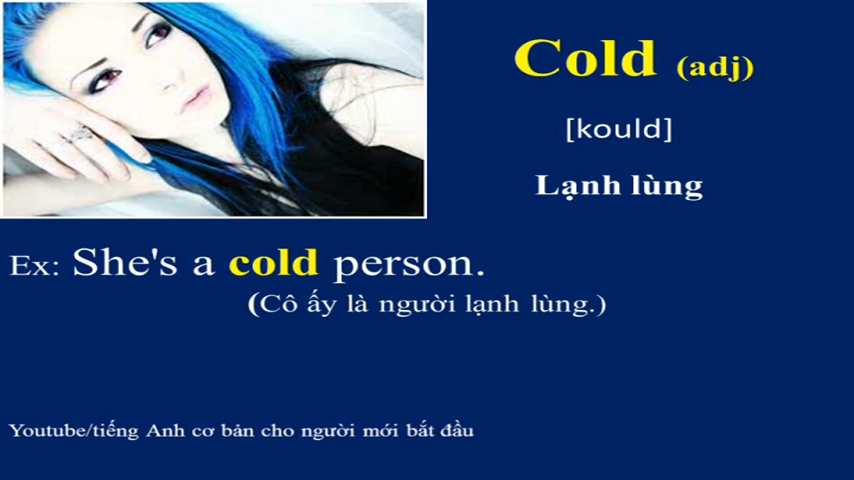 Cold (adj)
[kould]
Lạnh lùng
Ex: She's a cold person.
(Cô ấy là người lạnh lùng.)
Youtube/tiếng Anh cơ bản cho người mới bắt đầu